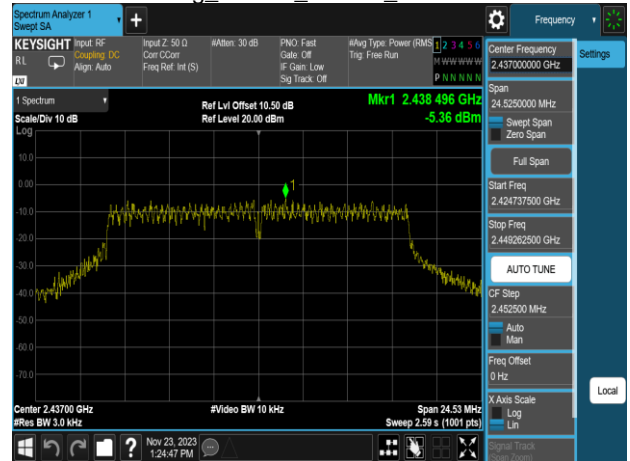 Spectrum Analyzer 1
Swept SA
Frequency
KEYSIGHT
RL
LXI
Input: RF
Coupling: DC
Align: Auto
Input Z: 50 Ω
Corr CCorr
Freq Ref: Int (S)
#Atten: 30 dB
PNO: Fast
Gate: Off
IF Gain: Low
Sig Track: Off
#Avg Type: Power (RMS
Trig: Free Run
1 2 3 4 5 6
M W W W W W
P N N N N N
1 Spectrum
Scale/Div 10 dB
Ref Lvl Offset 10.50 dB
Ref Level 20.00 dBm
Mkr1 2.438 496 GHz
-5.36 dBm
Log
10.0
0.00
-10.0
-20.0
-30.0
-40.0
-50.0
-60.0
-70.0
1
Center 2.43700 GHz
#Res BW 3.0 kHz
#Video BW 10 kHz
Span 24.53 MHz
Sweep 2.59 s (1001 pts)
Center Frequency
2.437000000 GHz
Settings
Span
24.5250000 MHz
Swept Span
Zero Span
Full Span
Start Freq
2.424737500 GHz
Stop Freq
2.449262500 GHz
AUTO TUNE
CF Step
2.452500 MHz
Auto
Man
Freq Offset
0 Hz
X Axis Scale
Log
Lin
Local
Signal Track
(Span Zoom)
?
Nov 23, 2023
1:24:47 PM